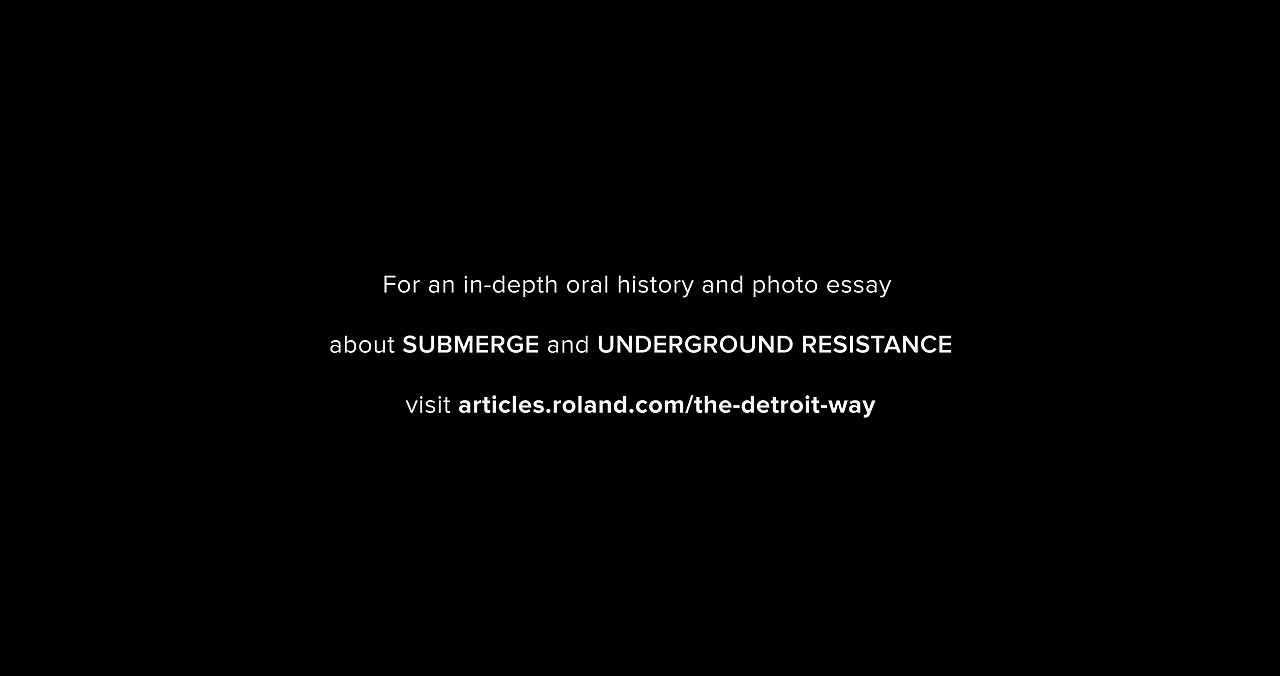 For an in-depth oral history and photo essay
about SUBMERGE and UNDERGROUND RESISTANCE
visit articles.roland.com/the-detroit-way